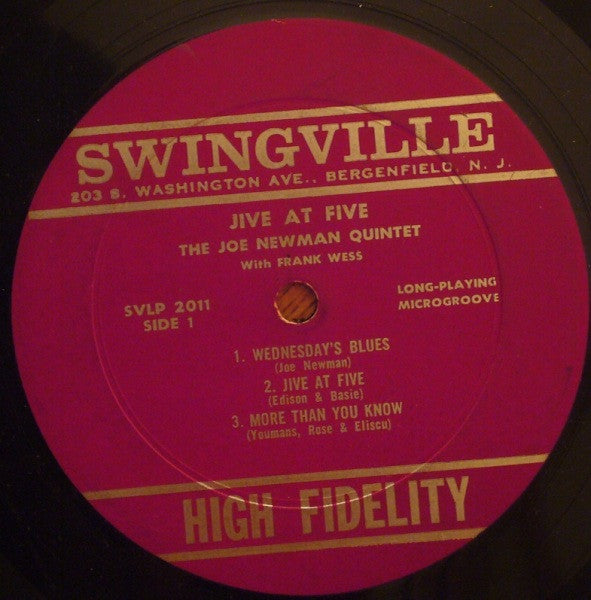 SWINGVILLE
203 S. WASHINGTON AVE., BERGENFIELD, N. J.
JIVE AT FIVE
THE JOE NEWMAN QUINTET
With FRANK WESS
SVLP 2011
SIDE 1
LONG-PLAYING
MICROGROOVE
1. WEDNESDAY'S BLUES
(Joe Newman)
2. JIVE AT FIVE
(Edison & Basie)
3. MORE THAN YOU KNOW
(Youmans, Rose & Eliscu)
HIGH FIDELITY